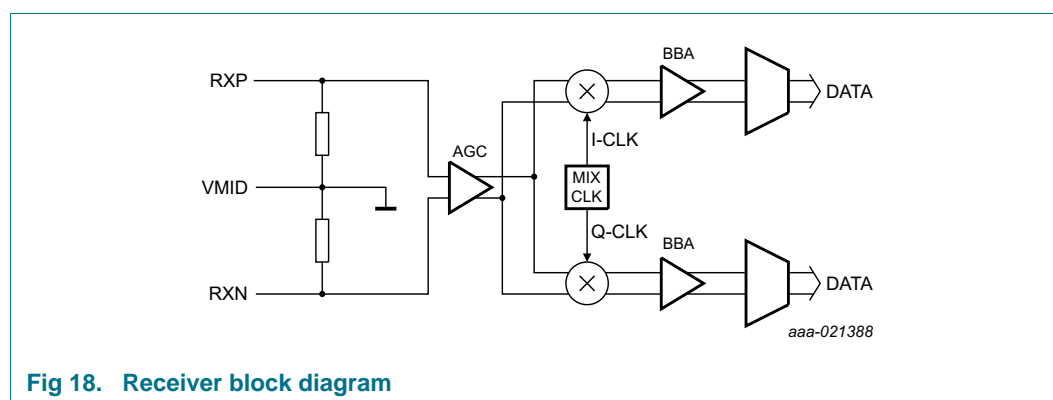 RXP
VMID
RXN
AGC
I-CLK
MIX
CLK
Q-CLK
BBA
DATA
BBA
DATA
aaa-021388
Fig 18. Receiver block diagram